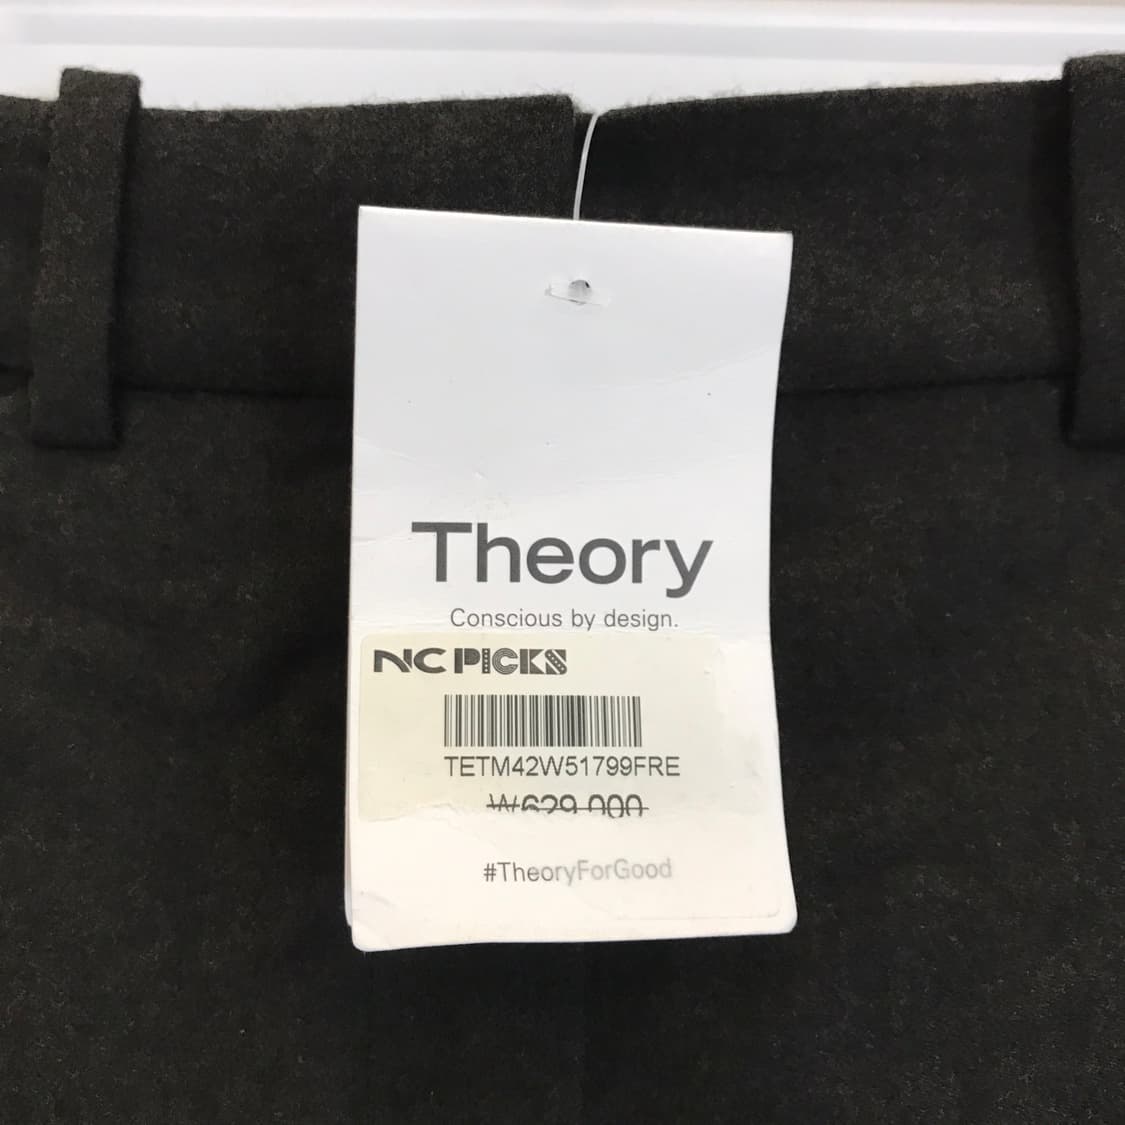 Theory
Conscious by design.
NC PICKS
TETM42W51799FRE
₩629,000
#TheoryForGood